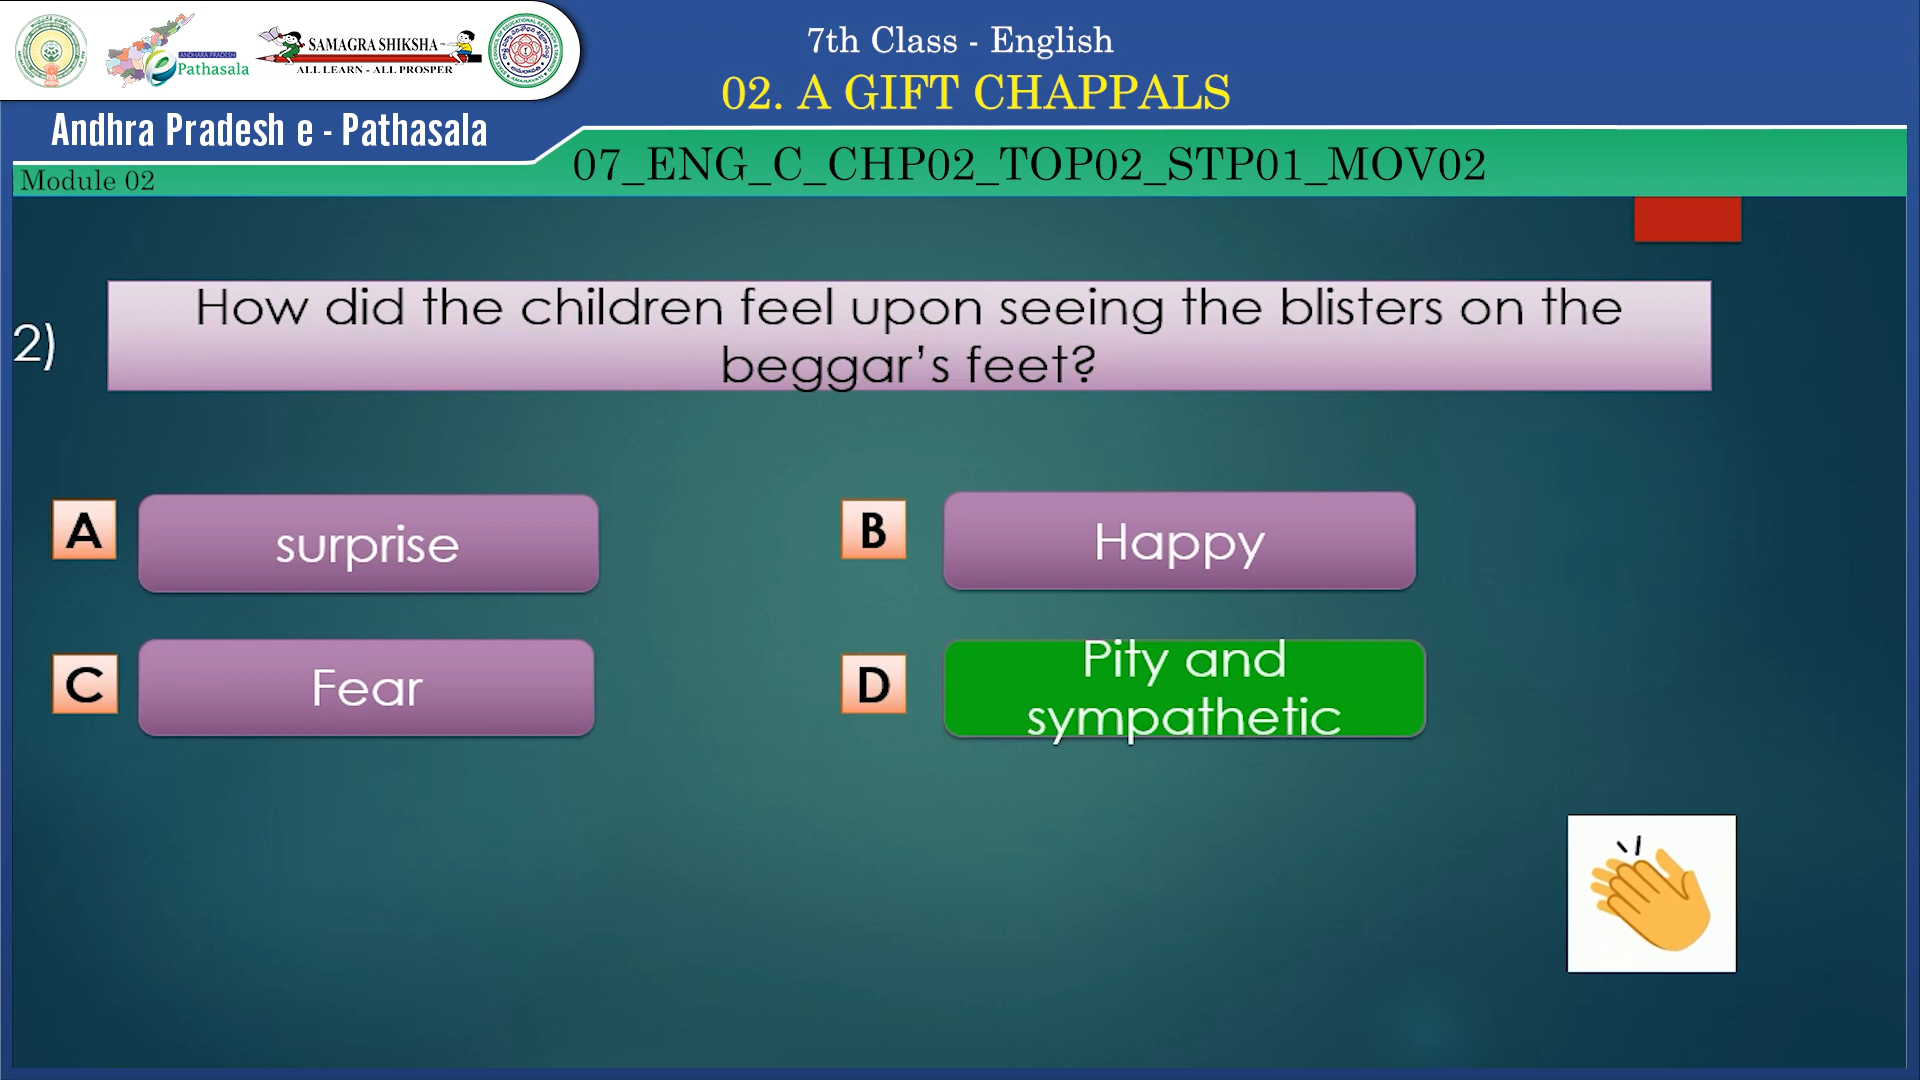 ANDHRA PRADESH
Pathasala
SAMAGRA SHIKSHA
ALL LEARN - ALL PROSPER
Andhra Pradesh e - Pathasala
7th Class - English
02. A GIFT CHAPPALS
Module 02
07_ENG_C_CHP02_TOP02_STP01_MOV02
2)
How did the children feel upon seeing the blisters on the
beggar's feet?
A
surprise
B
Happy
C
Fear
D
Pity and
sympathetic